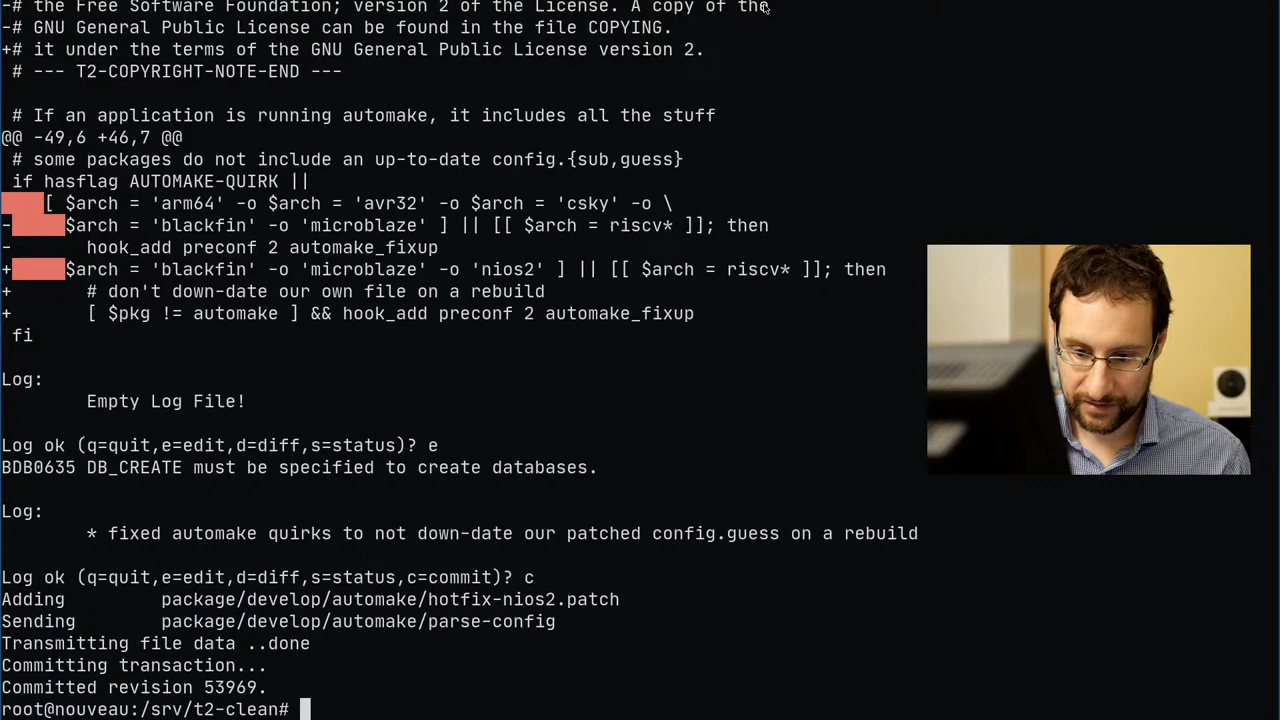 -# the Free Software Foundation; version 2 of the License. A copy of the
-# GNU General Public License can be found in the file COPYING.
+# it under the terms of the GNU General Public License version 2.
# --- T2-COPYRIGHT-NOTE-END ---
# If an application is running automake, it includes all the stuff
@@ -49,6 +46,7 @@
# some packages do not include an up-to-date config.{sub,guess}
if hasflag AUTOMAKE-QUIRK ||
[ $arch = 'arm64' -o $arch = 'avr32' -o $arch = 'csky' -o \
- $arch = 'blackfin' -o 'microblaze' ] || [[ $arch = riscv* ]]; then
- hook_add preconf 2 automake_fixup
+ $arch = 'blackfin' -o 'microblaze' -o 'nios2' ] || [[ $arch = riscv* ]]; then
+ # don't down-date our own file on a rebuild
+ [ $pkg != automake ] && hook_add preconf 2 automake_fixup
fi
Log:
Empty Log File!
Log ok (q=quit,e=edit,d=diff,s=status)? e
BDB0635 DB_CREATE must be specified to create databases.
Log:
* fixed automake quirks to not down-date our patched config.guess on a rebuild
Log ok (q=quit,e=edit,d=diff,s=status,c=commit)? c
Adding package/develop/automake/hotfix-nios2.patch
Sending package/develop/automake/parse-config
Transmitting file data ..done
Committing transaction...
Committed revision 53969.
root@nouveau:/srv/t2-clean#